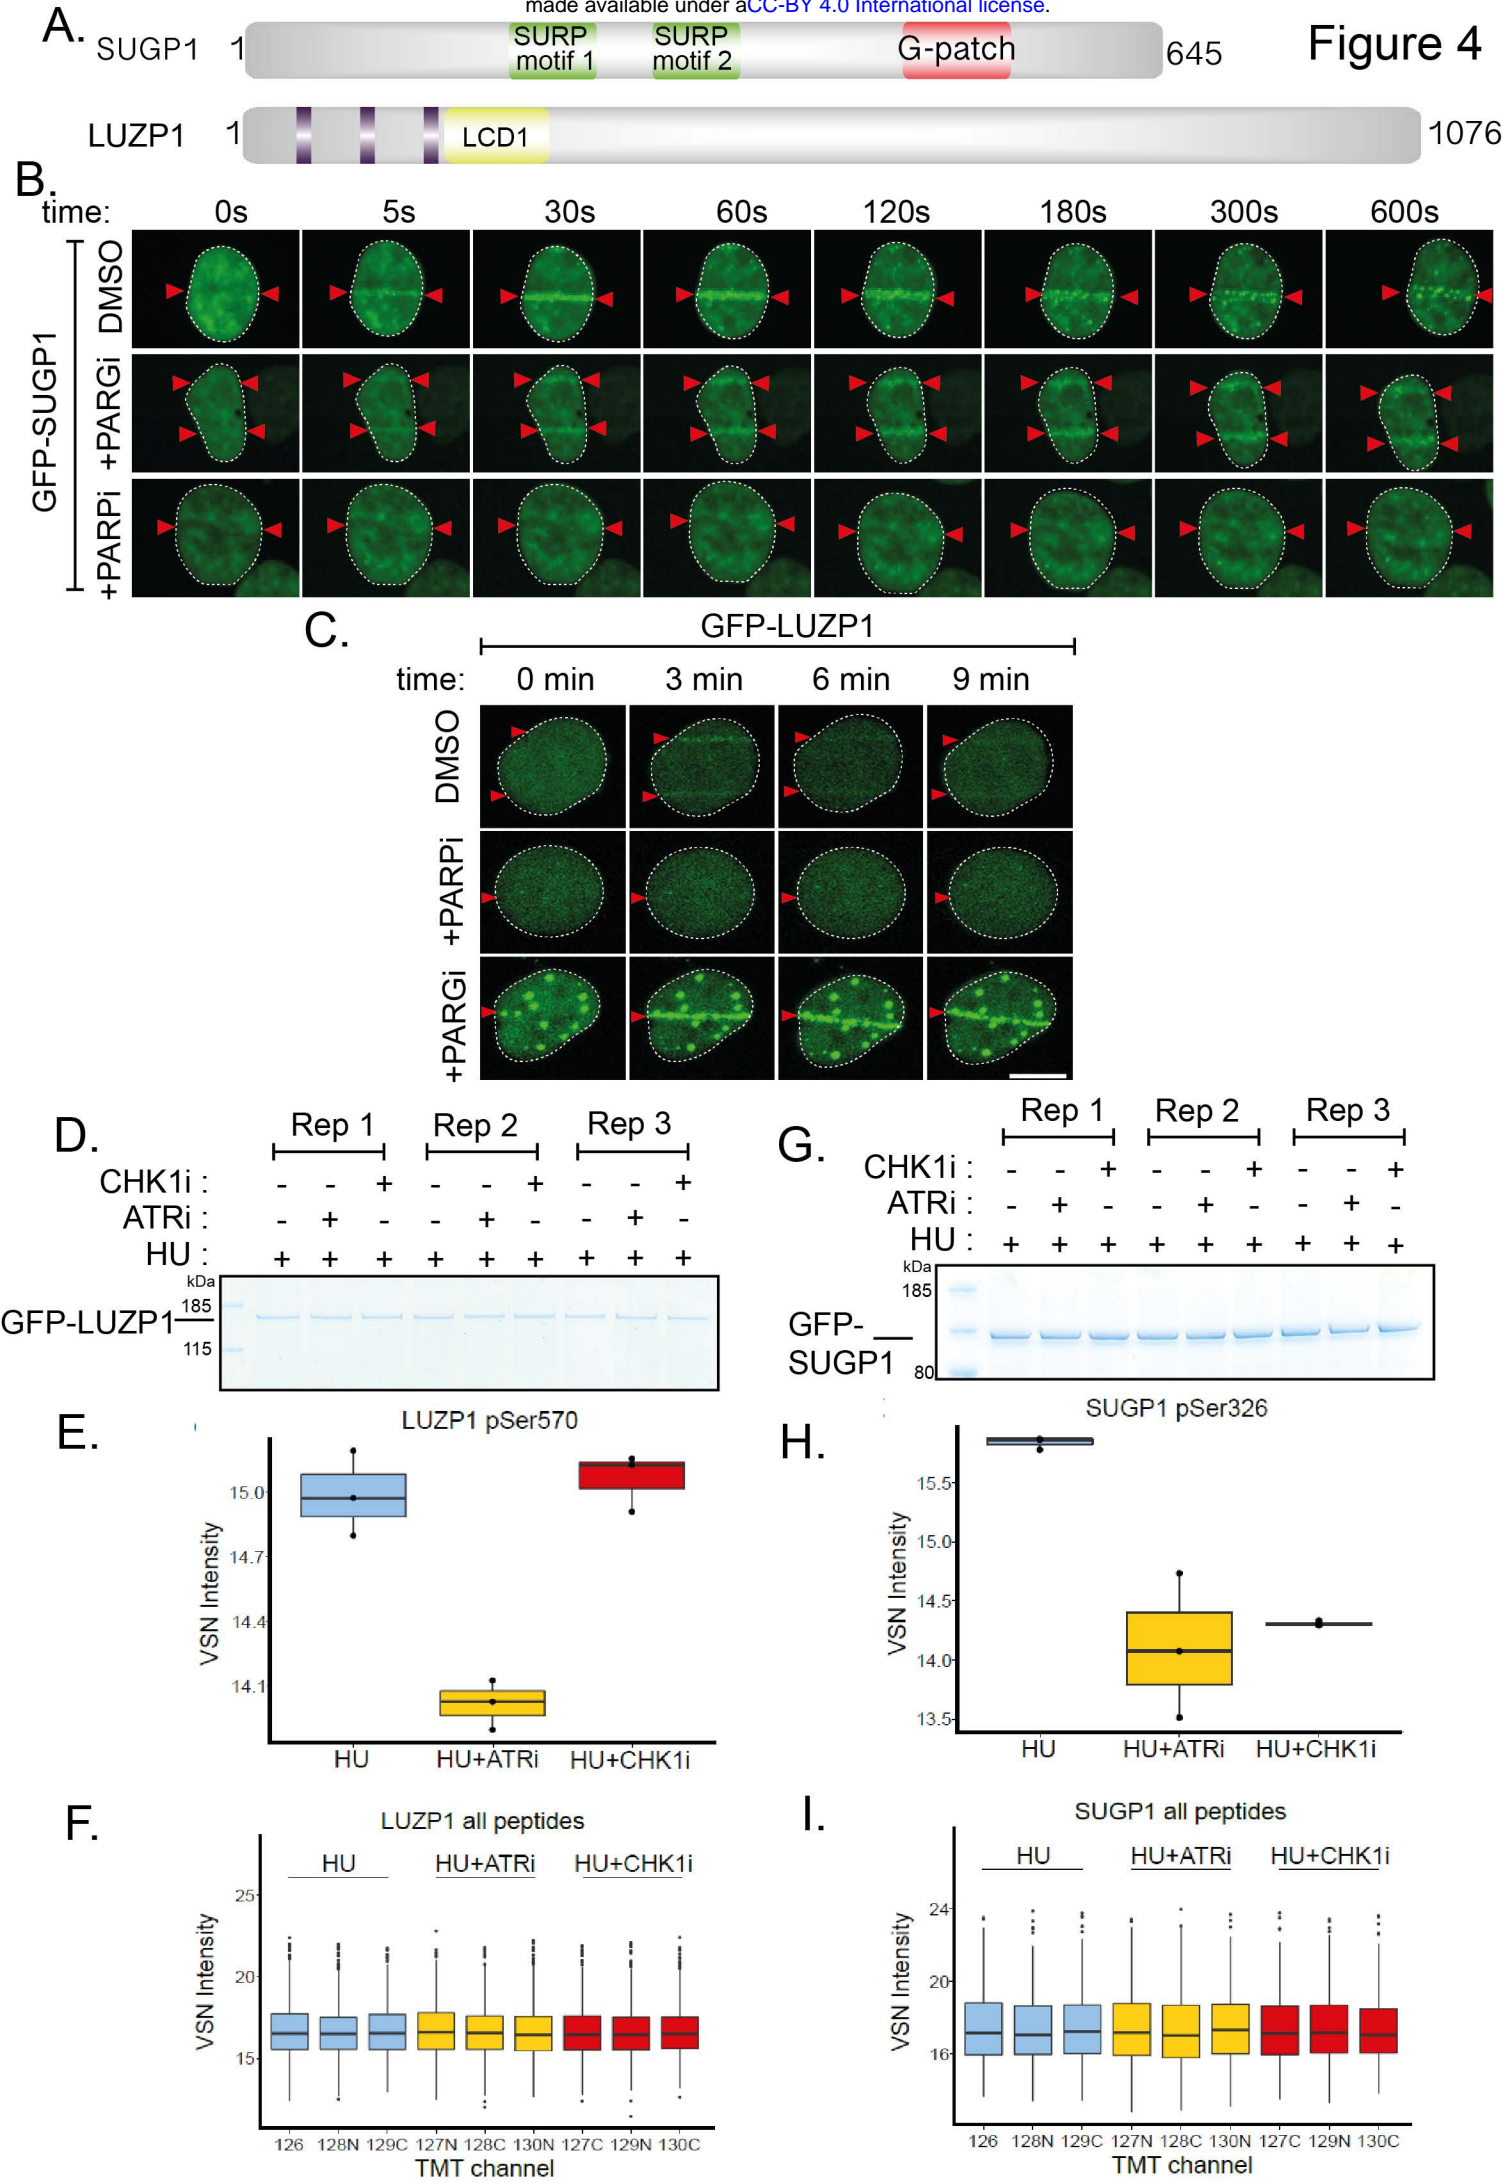 made available under aCC-BY 4.0 International license.
A.
SUGP1 1 SURP motif 1 SURP motif 2 G-patch 645
Figure 4
LUZP1 1 LCD1 1076
B.
time: 0s 5s 30s 60s 120s 180s 300s 600s
GFP-SUGP1
DMSO
+PARGi
+PARPi
C.
GFP-LUZP1
time: 0 min 3 min 6 min 9 min
DMSO
+PARPi
+PARGi
D.
Rep 1 Rep 2 Rep 3
CHK1i : - - + - - + - - +
ATRi : - + - - + - - + -
HU : + + + + + + + + +
kDa
185
GFP-LUZP1
115
G.
Rep 1 Rep 2 Rep 3
CHK1i : - - + - - + - - +
ATRi : - + - - + - - + -
HU : + + + + + + + + +
kDa
185
GFP-
SUGP1
80
E.
LUZP1 pSer570
VSN Intensity
15.0
14.7
14.4
14.1
HU HU+ATRi HU+CHK1i
H.
SUGP1 pSer326
VSN Intensity
15.5
15.0
14.5
14.0
13.5
HU HU+ATRi HU+CHK1i
F.
LUZP1 all peptides
HU HU+ATRi HU+CHK1i
VSN Intensity
25
20
15
126 128N 129C 127N 128C 130N 127C 129N 130C
TMT channel
I.
SUGP1 all peptides
HU HU+ATRi HU+CHK1i
VSN Intensity
24
20
16
126 128N 129C 127N 128C 130N 127C 129N 130C
TMT channel